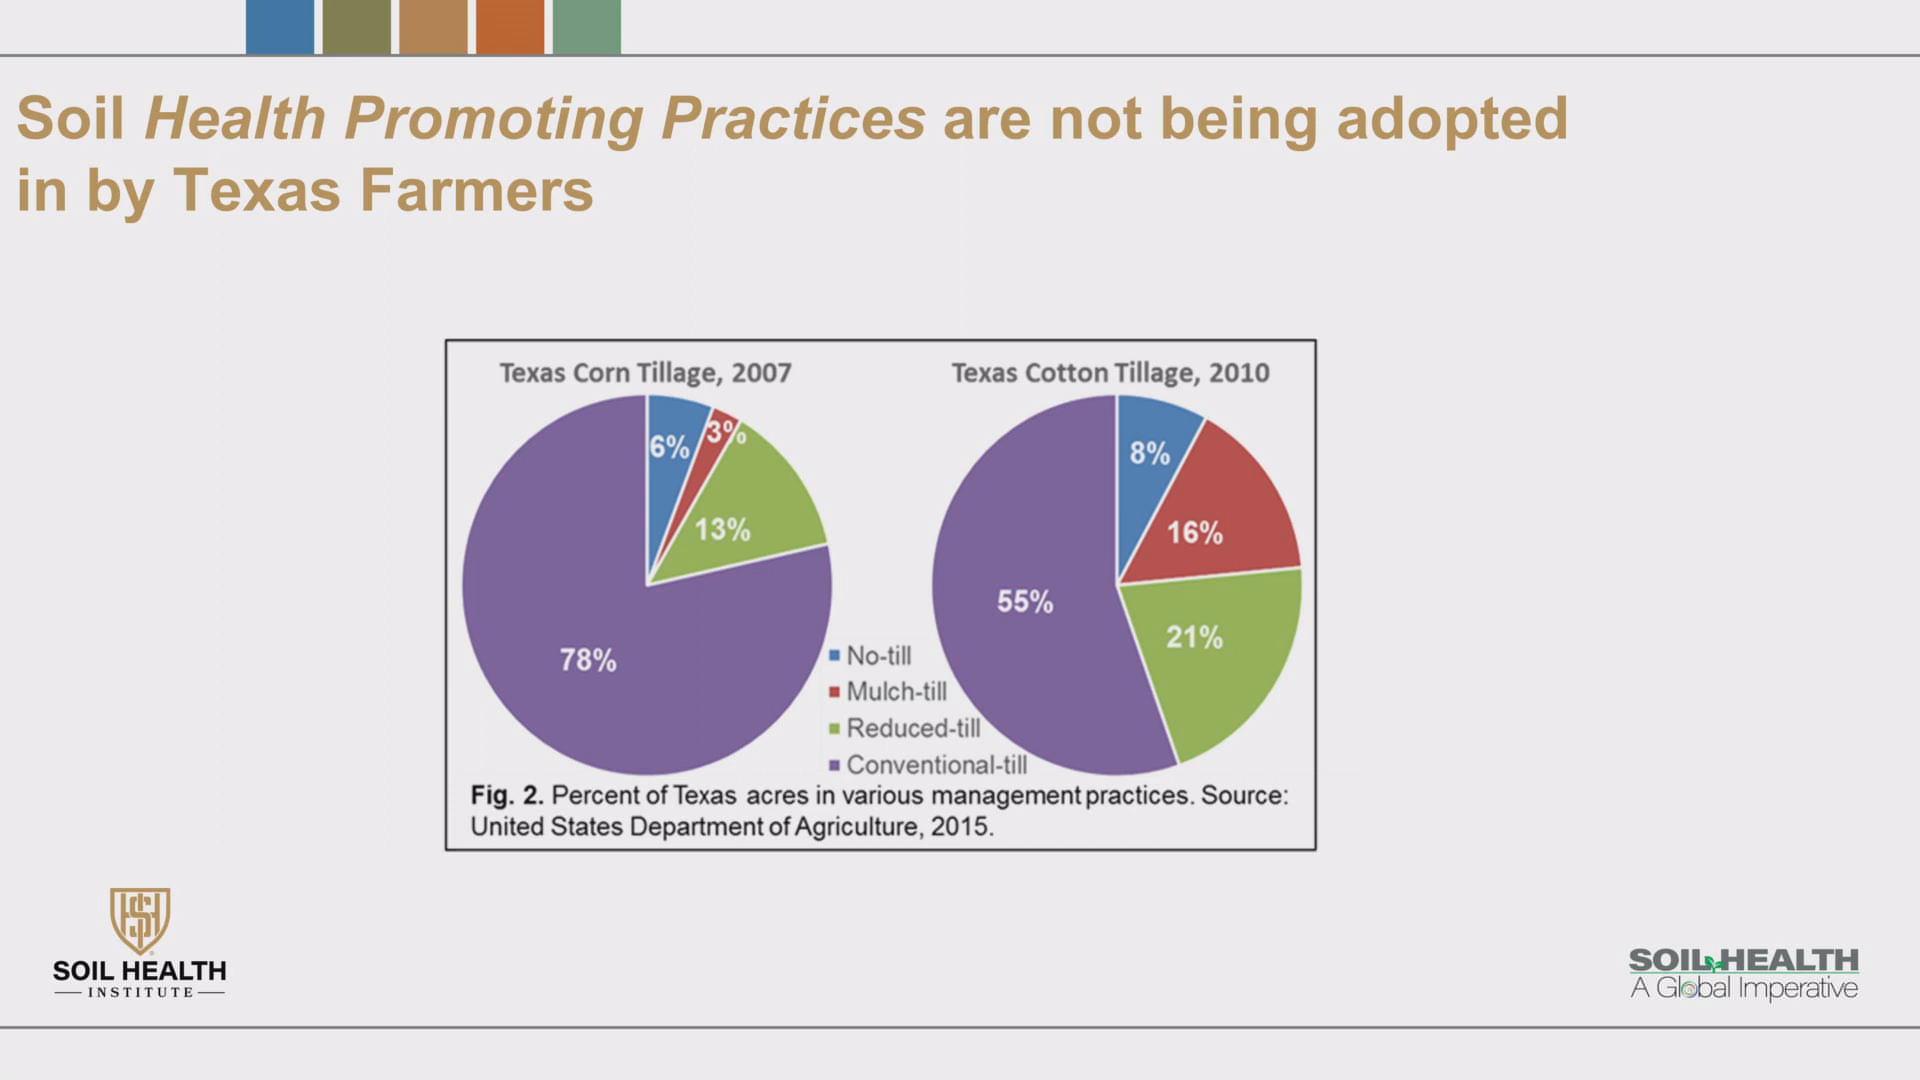 Soil Health Promoting Practices are not being adopted
in by Texas Farmers
Texas Corn Tillage, 2007
6%
3%
13%
78%
Texas Cotton Tillage, 2010
8%
16%
21%
55%
No-till
Mulch-till
Reduced-till
Conventional-till
Fig. 2. Percent of Texas acres in various management practices. Source:
United States Department of Agriculture, 2015.
SOIL HEALTH
INSTITUTE
SOIL HEALTH
A Global Imperative